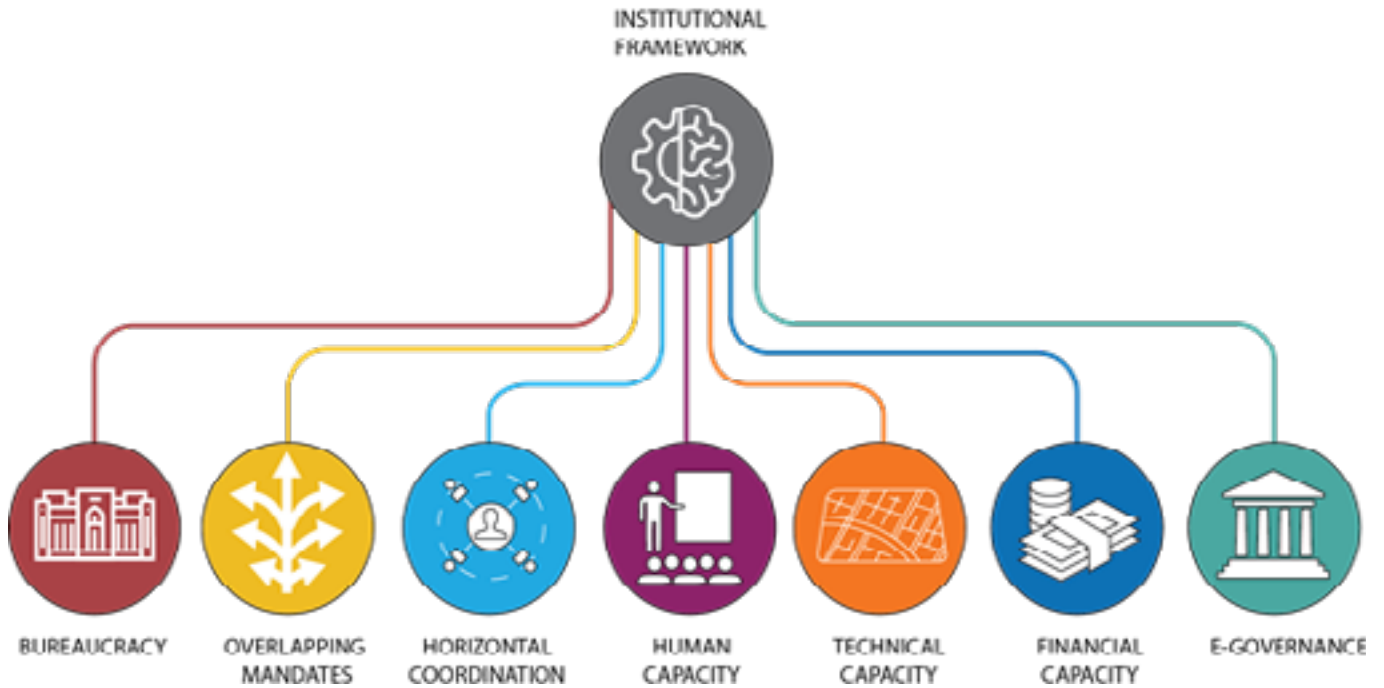 INSTITUTIONAL
FRAMEWORK
BUREAUCRACY
OVERLAPPING
MANDATES
HORIZONTAL
COORDINATION
HUMAN
CAPACITY
TECHNICAL
CAPACITY
FINANCIAL
CAPACITY
E-GOVERNANCE